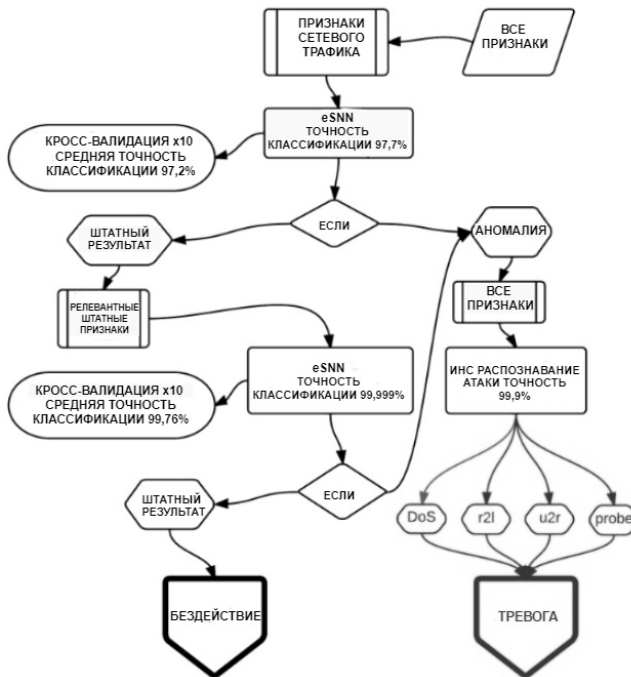 ПРИЗНАКИ
СЕТЕВОГО
ТРАФИКА
ВСЕ
ПРИЗНАКИ
eSNN
ТОЧНОСТЬ
КЛАССИФИКАЦИИ 97,7%
КРОСС-ВАЛИДАЦИЯ x10
СРЕДНЯЯ ТОЧНОСТЬ
КЛАССИФИКАЦИИ 97,2%
ЕСЛИ
ШТАТНЫЙ
РЕЗУЛЬТАТ
АНОМАЛИЯ
РЕЛЕВАНТНЫЕ
ШТАТНЫЕ
ПРИЗНАКИ
ВСЕ
ПРИЗНАКИ
eSNN
ТОЧНОСТЬ
КЛАССИФИКАЦИИ 99,999%
ИНС РАСПОЗНАВАНИЕ
АТАКИ ТОЧНОСТЬ
99,9%
КРОСС-ВАЛИДАЦИЯ x10
СРЕДНЯЯ ТОЧНОСТЬ
КЛАССИФИКАЦИИ 99,76%
ЕСЛИ
ШТАТНЫЙ
РЕЗУЛЬТАТ
DoS
r2l
u2r
probe
БЕЗДЕЙСТВИЕ
ТРЕВОГА